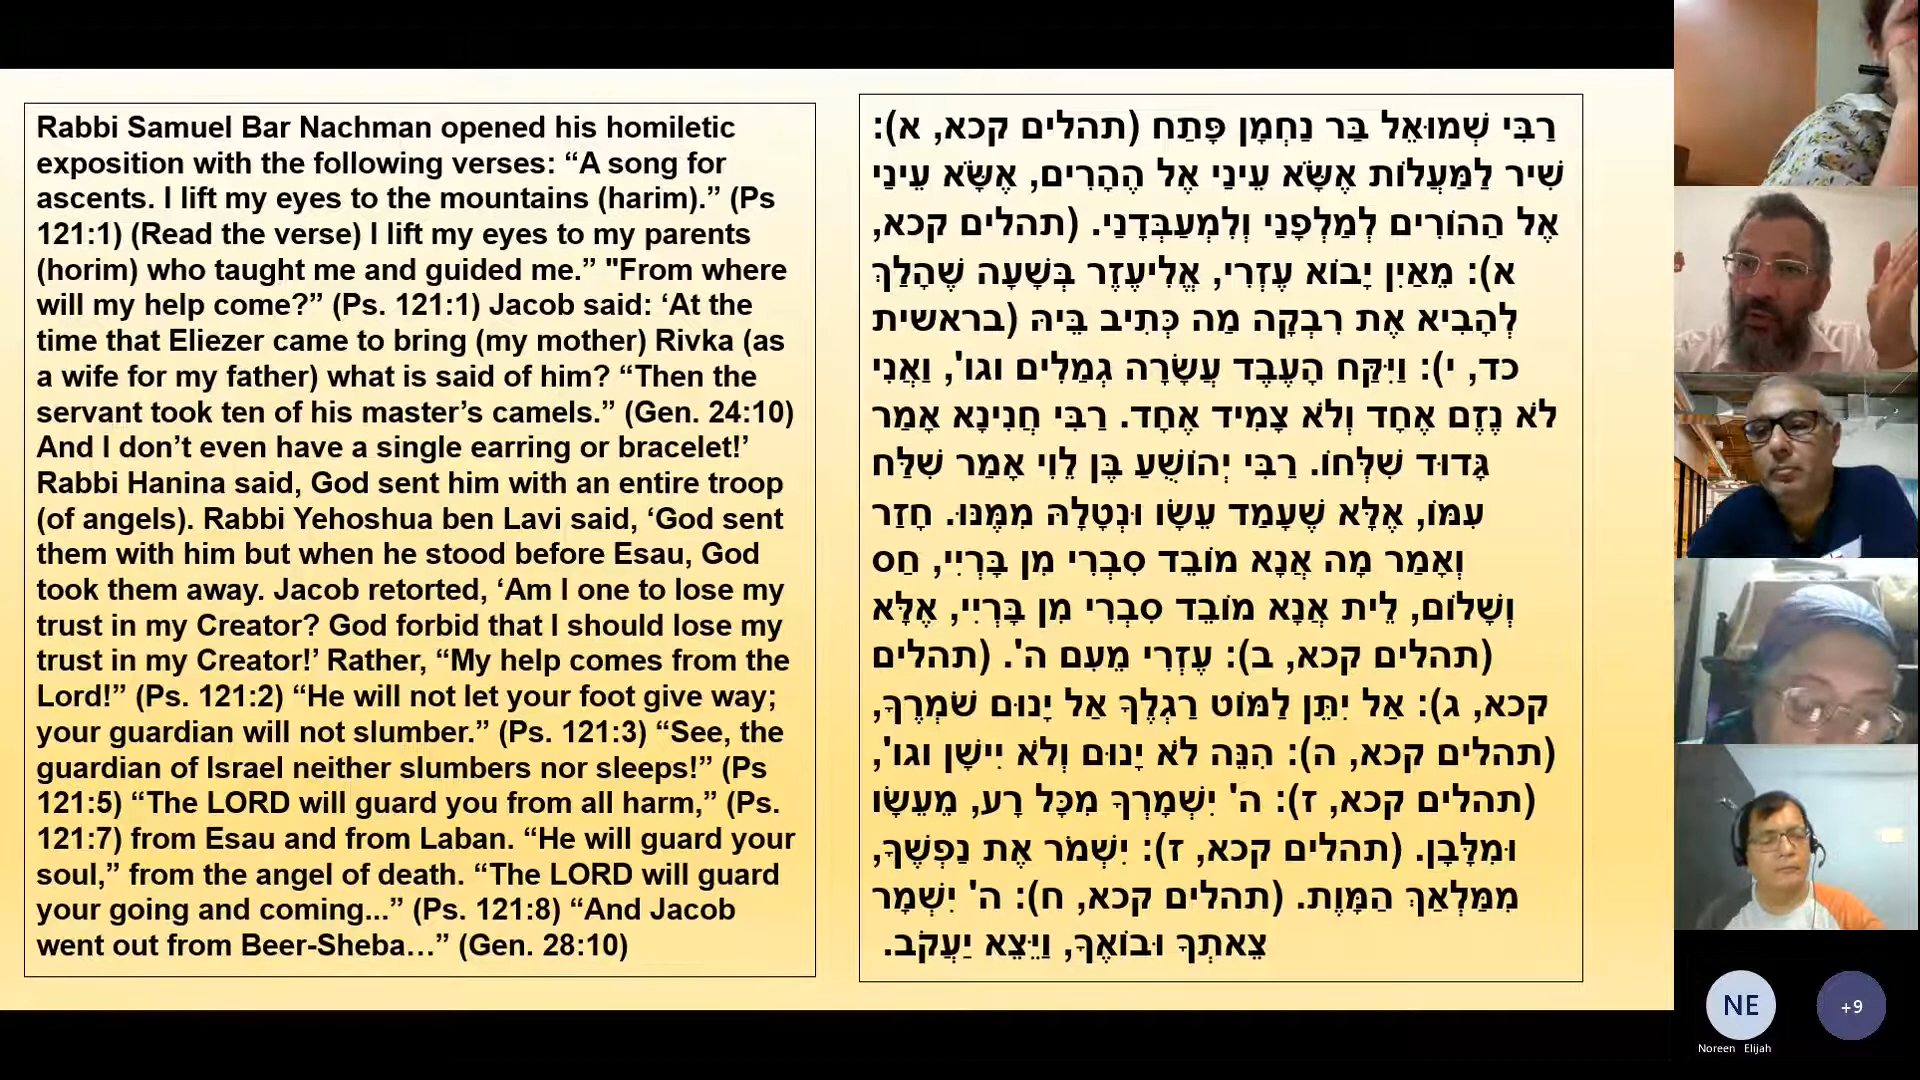 Rabbi Samuel Bar Nachman opened his homiletic
exposition with the following verses: “A song for
ascents. I lift my eyes to the mountains (harim).” (Ps
121:1) (Read the verse) I lift my eyes to my parents
(horim) who taught me and guided me.” "From where
will my help come?” (Ps. 121:1) Jacob said: ‘At the
time that Eliezer came to bring (my mother) Rivka (as
a wife for my father) what is said of him? “Then the
servant took ten of his master’s camels.” (Gen. 24:10)
And I don’t even have a single earring or bracelet!’
Rabbi Hanina said, God sent him with an entire troop
(of angels). Rabbi Yehoshua ben Lavi said, ‘God sent
them with him but when he stood before Esau, God
took them away. Jacob retorted, ‘Am I one to lose my
trust in my Creator? God forbid that I should lose my
trust in my Creator!’ Rather, “My help comes from the
Lord!” (Ps. 121:2) “He will not let your foot give way;
your guardian will not slumber.” (Ps. 121:3) “See, the
guardian of Israel neither slumbers nor sleeps!” (Ps
121:5) “The LORD will guard you from all harm,” (Ps.
121:7) from Esau and from Laban. “He will guard your
soul,” from the angel of death. “The LORD will guard
your going and coming...” (Ps. 121:8) “And Jacob
went out from Beer-Sheba…” (Gen. 28:10)
רַבִּי שְׁמוּאֵל בַּר נַחְמָן פָּתַח (תהלים קכא, א):
שִׁיר לַמַּעֲלוֹת אֶשָּׂא עֵינַי אֶל הֶהָרִים, אֶשָּׂא עֵינַי
אֶל הַהוֹרִים לְמַלְפָנַי וְלִמְעַבְּדָנַי. (תהלים קכא,
א): מֵאַיִן יָבוֹא עֶזְרִי, אֱלִיעֶזֶר בְּשָׁעָה שֶׁהָלַךְ
לְהָבִיא אֶת רִבְקָה מַה כְּתִיב בֵּיהּ (בראשית
כד, י): וַיִּקַּח הָעֶבֶד עֲשָׂרָה גְמַלִּים וגו', וַאֲנִי
לֹא נֶזֶם אֶחָד וְלֹא צָמִיד אֶחָד. רַבִּי חֲנִינָא אָמַר
גָּדוּד שִׁלְּחוֹ. רַבִּי יְהוֹשֻׁעַ בֶּן לֵוִי אָמַר שִׁלַּח
עִמּוֹ, אֶלָּא שֶׁעָמַד עֵשָׂו וּנְטָלָהּ מִמֶּנּוּ. חָזַר
וְאָמַר מָה אֲנָא מוֹבֵד סִבְרִי מִן בָּרְיִי, חַס
וְשָׁלוֹם, לֵית אֲנָא מוֹבֵד סִבְרִי מִן בָּרְיִי, אֶלָּא
(תהלים קכא, ב): עֶזְרִי מֵעִם ה'. (תהלים
קכא, ג): אַל יִתֵּן לַמּוֹט רַגְלֶךָ אַל יָנוּם שֹׁמְרֶךָ,
(תהלים קכא, ה): הִנֵּה לֹא יָנוּם וְלֹא יִישָׁן וגו',
(תהלים קכא, ז): ה' יִשְׁמָרְךָ מִכָּל רָע, מֵעֵשָׂו
וּמִלָּבָן. (תהלים קכא, ז): יִשְׁמֹר אֶת נַפְשֶׁךָ,
מִמַּלְאַךְ הַמָּוֶת. (תהלים קכא, ח): ה' יִשְׁמָר
צֵאתְךָ וּבוֹאֶךָ, וַיֵּצֵא יַעֲקֹב.
NE
+9
Noreen Elijah